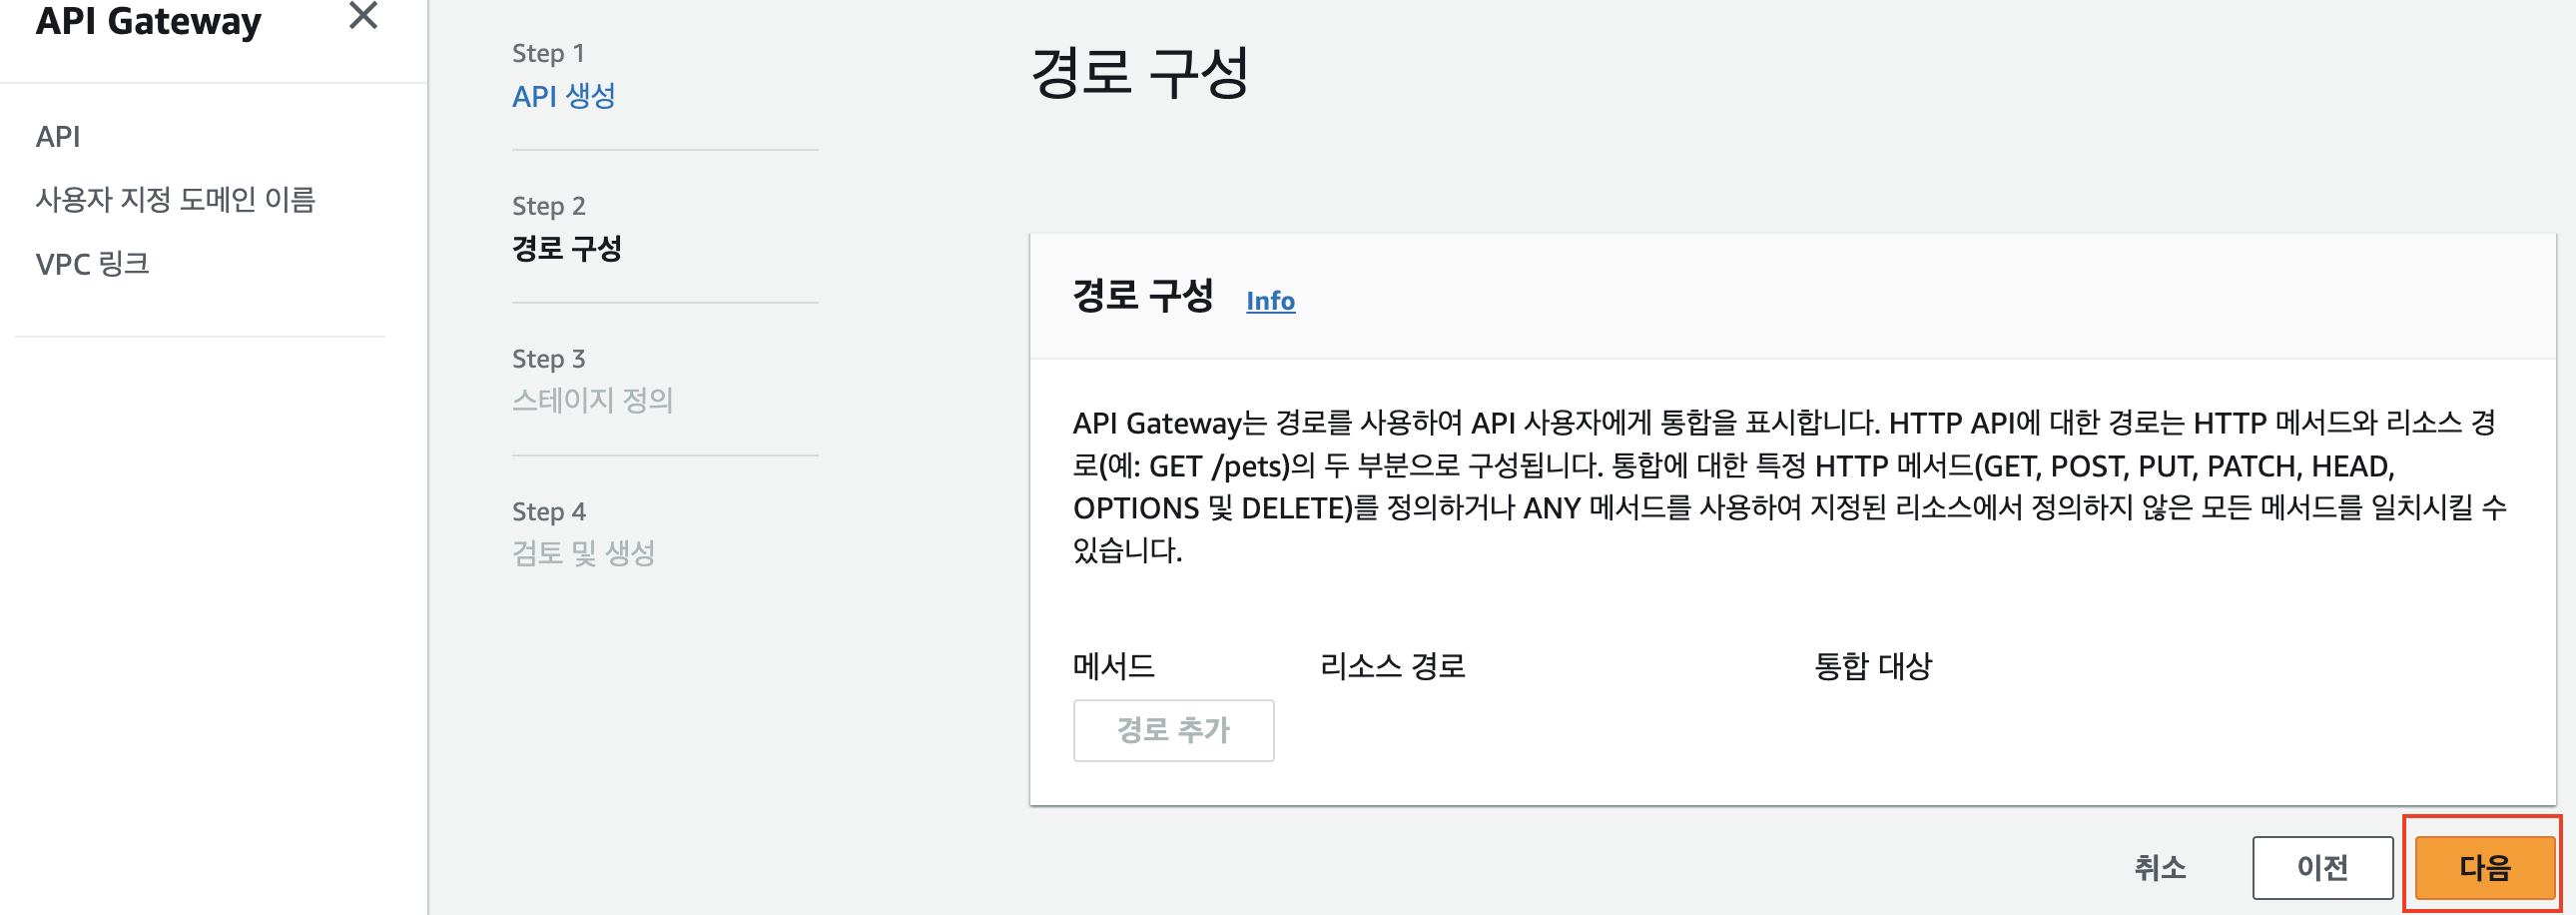 API Gateway
API
사용자 지정 도메인 이름
VPC 링크
Step 1
API 생성
Step 2
경로 구성
Step 3
스테이지 정의
Step 4
검토 및 생성
경로 구성
경로 구성 Info
API Gateway는 경로를 사용하여 API 사용자에게 통합을 표시합니다. HTTP API에 대한 경로는 HTTP 메서드와 리소스 경
로(예: GET /pets)의 두 부분으로 구성됩니다. 통합에 대한 특정 HTTP 메서드(GET, POST, PUT, PATCH, HEAD,
OPTIONS 및 DELETE)를 정의하거나 ANY 메서드를 사용하여 지정된 리소스에서 정의하지 않은 모든 메서드를 일치시킬 수
있습니다.
메서드 리소스 경로 통합 대상
경로 추가
취소 이전 다음